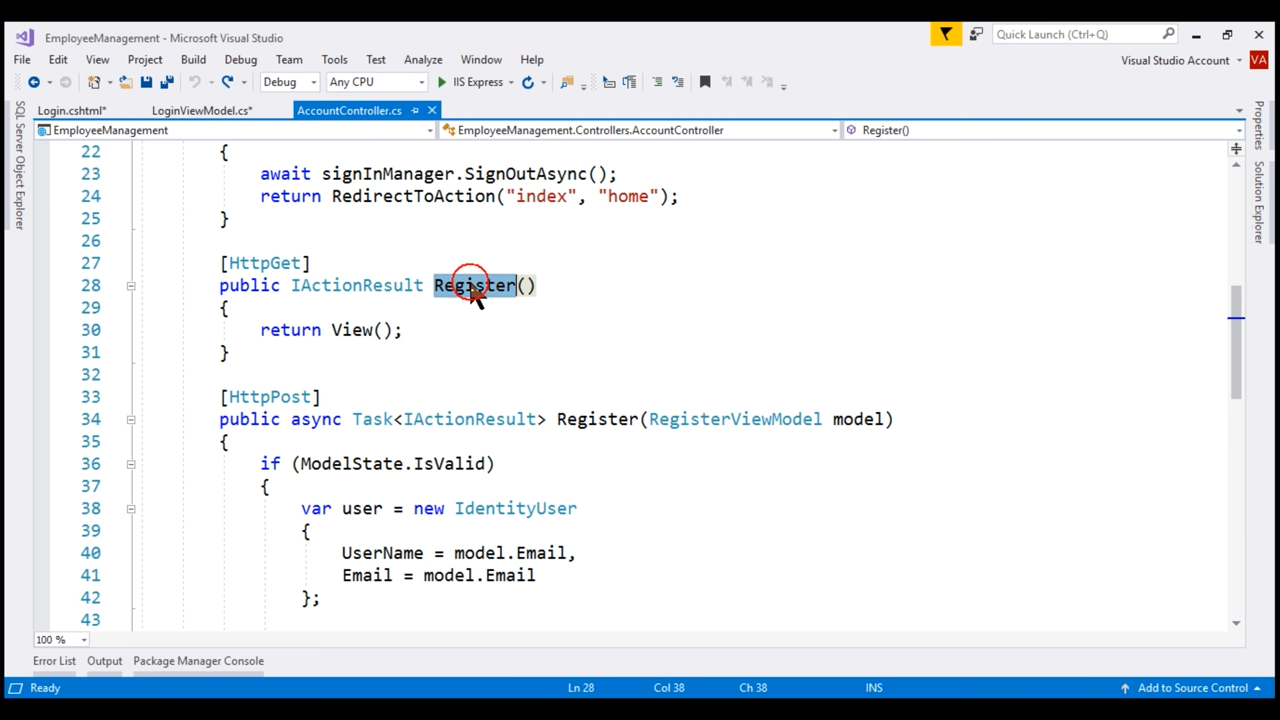 EmployeeManagement - Microsoft Visual Studio
Quick Launch (Ctrl+Q)
File Edit View Project Build Debug Team Tools Test Analyze Window Help
Visual Studio Account VA
Debug Any CPU IIS Express
Login.cshtml* LoginViewModel.cs* AccountController.cs
EmployeeManagement EmployeeManagement.Controllers.AccountController Register()
SQL Server Object Explorer
Properties
Solution Explorer
22 {
23 await signInManager.SignOutAsync();
24 return RedirectToAction("index", "home");
25 }
26
27 [HttpGet]
28 public IActionResult Register()
29 {
30 return View();
31 }
32
33 [HttpPost]
34 public async Task<IActionResult> Register(RegisterViewModel model)
35 {
36 if (ModelState.IsValid)
37 {
38 var user = new IdentityUser
39 {
40 UserName = model.Email,
41 Email = model.Email
42 };
43
100 %
Error List Output Package Manager Console
Ready Ln 28 Col 38 Ch 38 INS Add to Source Control